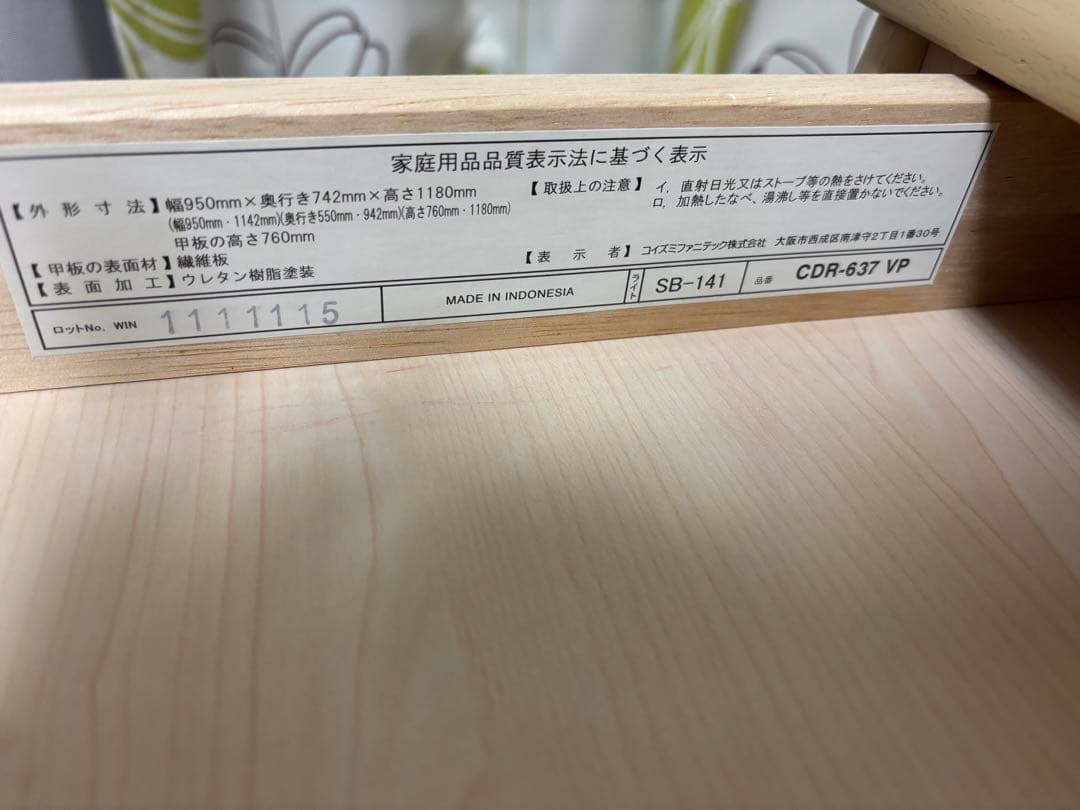 家庭用品品質表示法に基づく表示
【外形寸法】幅950mm×奥行き742mm×高さ1180mm
(幅950mm・1142mm)(奥行き550mm・942mm)(高さ760mm・1180mm)
甲板の高さ760mm
【甲板の表面材】繊維板
【表面加工】ウレタン樹脂塗装
【取扱上の注意】イ，直射日光又はストーブ等の熱をさけてください。
ロ，加熱したなべ、湯沸し等を直接置かないでください。
【表示者】コイズミファニテック株式会社 大阪市西成区南津守2丁目1番30号
ロットNo. WIN 1111115
MADE IN INDONESIA
ライト SB-141
品番 CDR-637 VP